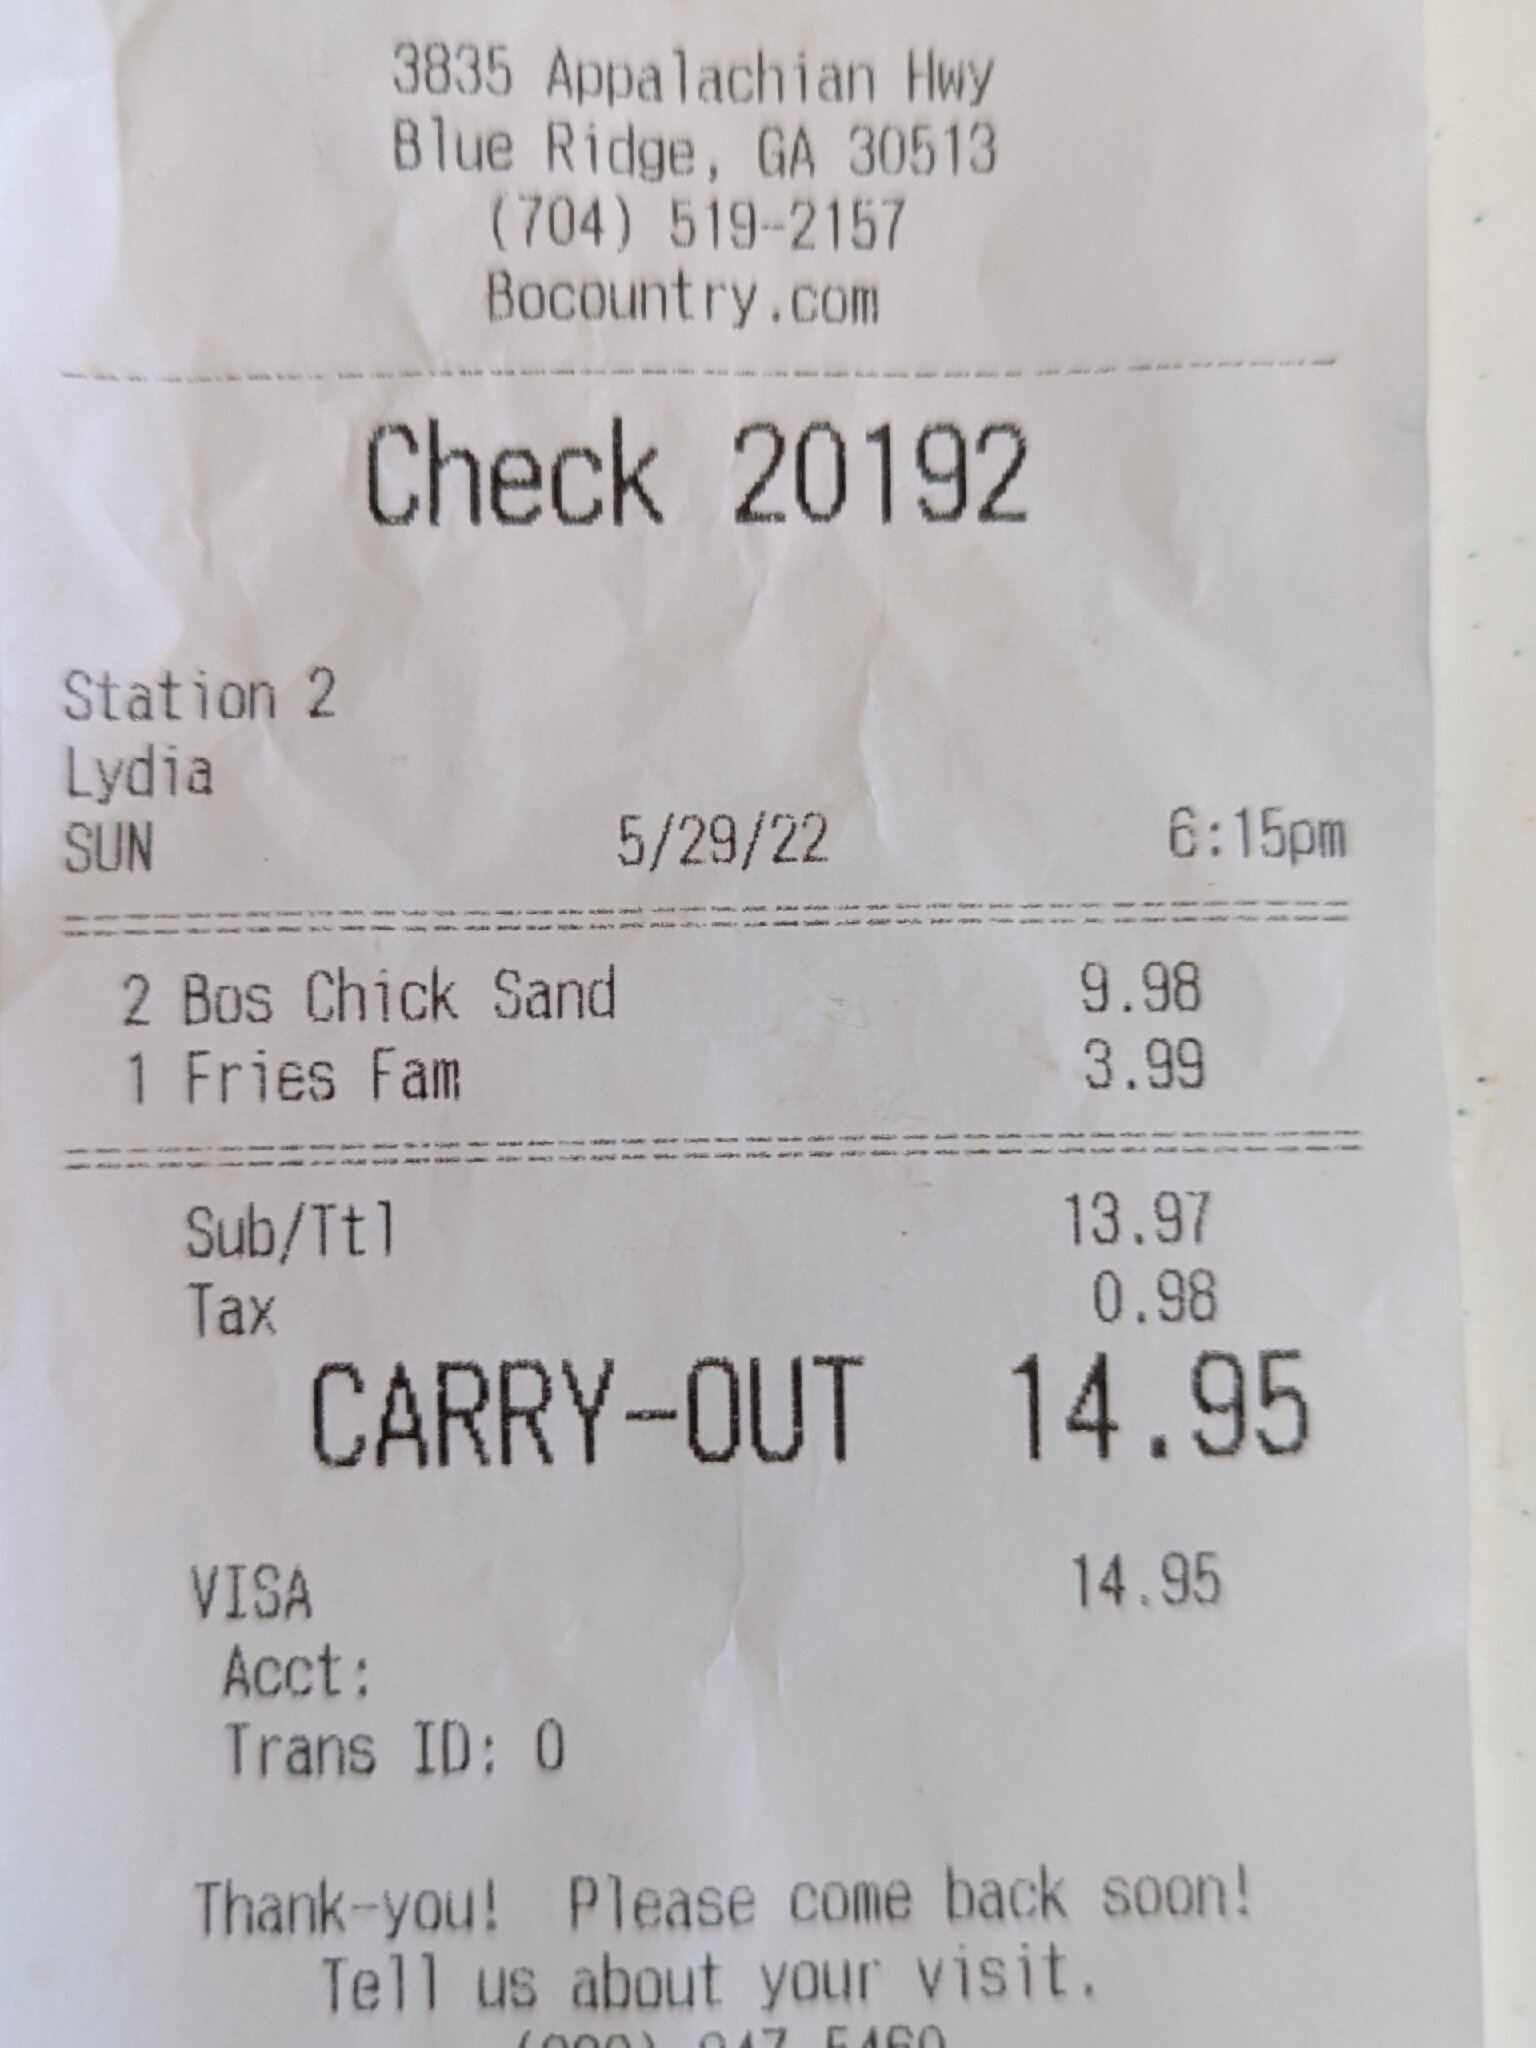 3835 Appalachian Hwy
Blue Ridge, GA 30513
(704) 519-2157
Bocountry.com
Check 20192
Station 2
Lydia
SUN 5/29/22 6:15pm
2 Bos Chick Sand 9.98
1 Fries Fam 3.99
Sub/Ttl 13.97
Tax 0.98
CARRY-OUT 14.95
VISA 14.95
Acct:
Trans ID: 0
Thank-you! Please come back soon!
Tell us about your visit.